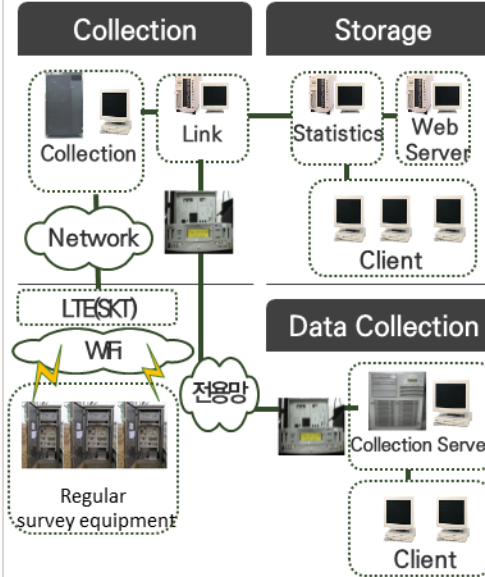 Collection
Storage
Collection
Link
Statistics
Web
Server
Network
Client
LTE(SKT)
WiFi
Data Collection
전용망
Regular
survey equipment
Collection Serve
Client